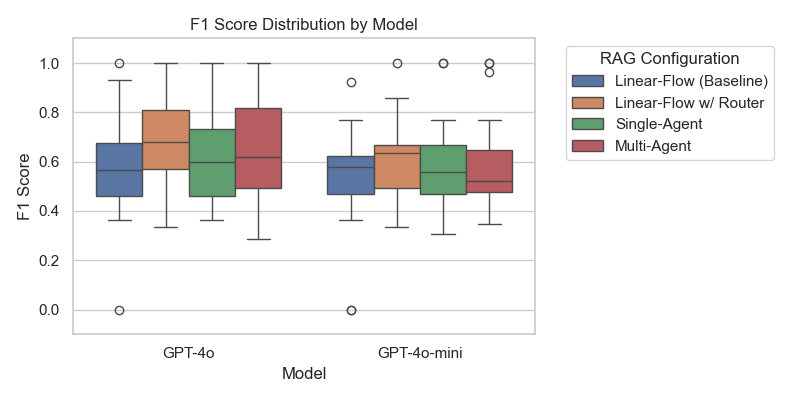 F1 Score Distribution by Model
RAG Configuration
Linear-Flow (Baseline)
Linear-Flow w/ Router
Single-Agent
Multi-Agent
F1 Score
1.0
0.8
0.6
0.4
0.2
0.0
GPT-4o
GPT-4o-mini
Model